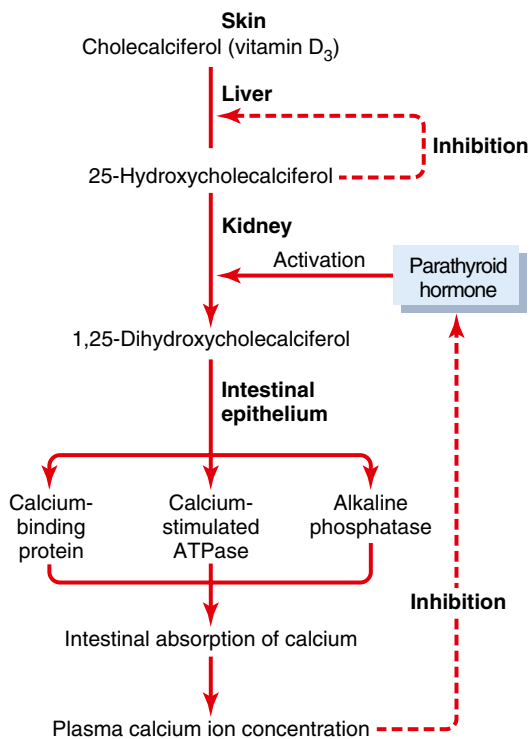 Skin
Cholecalciferol (vitamin D₃)
Liver
Inhibition
25-Hydroxycholecalciferol
Kidney
Activation
Parathyroid
hormone
1,25-Dihydroxycholecalciferol
Intestinal
epithelium
Calcium-
binding
protein
Calcium-
stimulated
ATPase
Alkaline
phosphatase
Inhibition
Intestinal absorption of calcium
Plasma calcium ion concentration